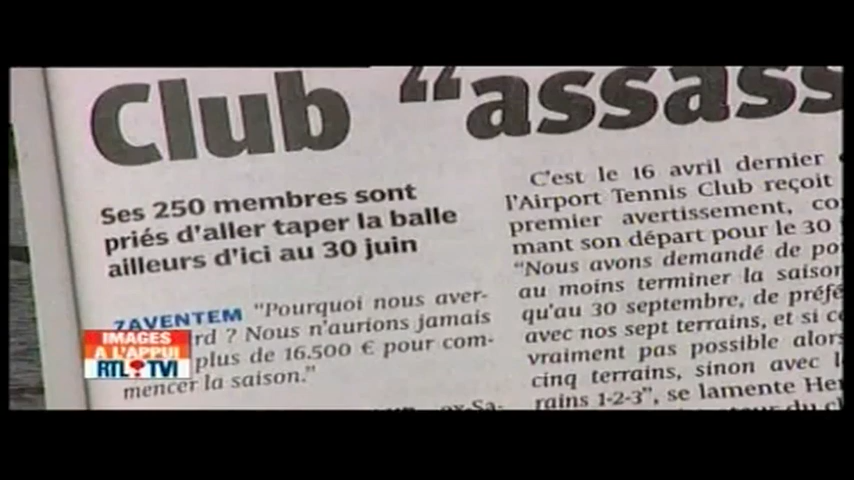 Club “assass
Ses 250 membres sont
priés d'aller taper la balle
ailleurs d'ici au 30 juin
ZAVENTEM “Pourquoi nous aver-
rd ? Nous n'aurions jamais
plus de 16.500 € pour com-
mencer la saison.”
C'est le 16 avril dernier
l'Airport Tennis Club reçoit
premier avertissement, co
mant son départ pour le 30
“Nous avons demandé de po
au moins terminer la saison
qu'au 30 septembre, de préfé
avec nos sept terrains, et si ce
vraiment pas possible alors
cinq terrains, sinon avec l
rains 1-2-3”, se lamente He
du cl
IMAGES
A L'APPUI
RTL TVI